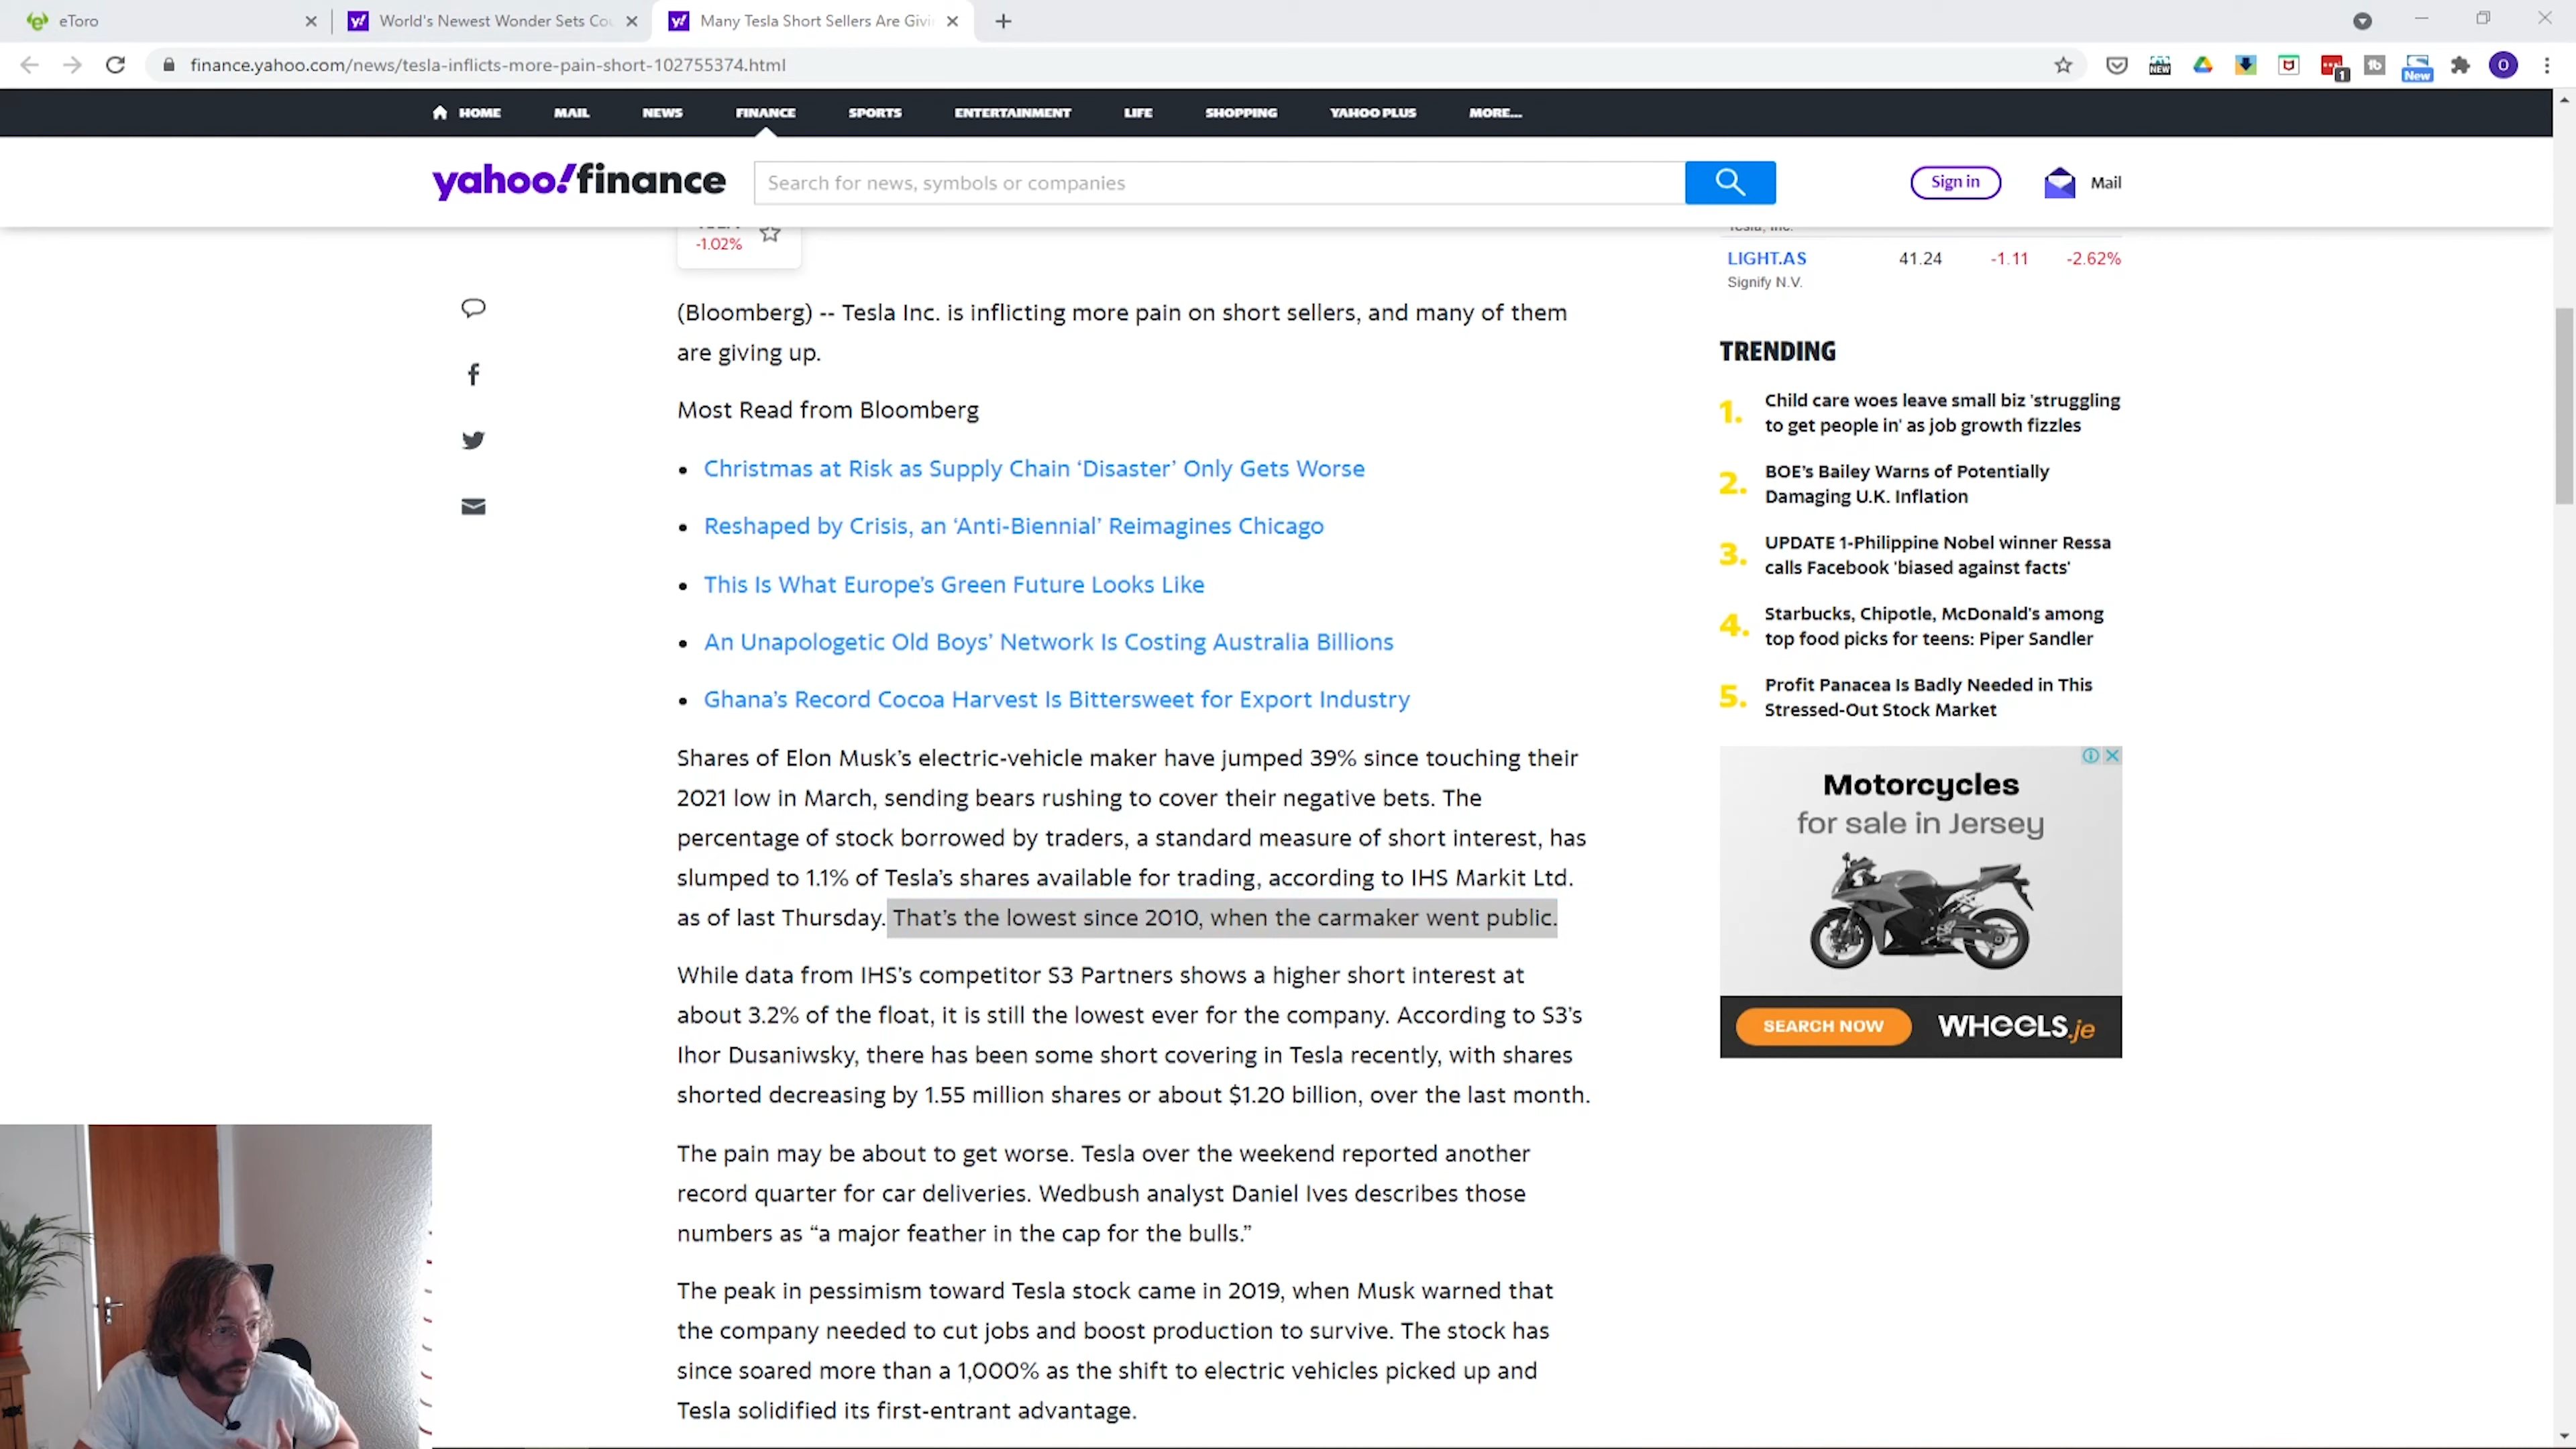 eToro
World's Newest Wonder Sets Cou
Many Tesla Short Sellers Are Givi
finance.yahoo.com/news/tesla-inflicts-more-pain-short-102755374.html
NEW
1
tb
New
O
HOME MAIL NEWS FINANCE SPORTS ENTERTAINMENT LIFE SHOPPING YAHOO PLUS MORE...
yahoo!finance
Search for news, symbols or companies
Sign in
Mail
-1.02%
(Bloomberg) -- Tesla Inc. is inflicting more pain on short sellers, and many of them
are giving up.
Most Read from Bloomberg
Christmas at Risk as Supply Chain ‘Disaster’ Only Gets Worse
Reshaped by Crisis, an ‘Anti-Biennial’ Reimagines Chicago
This Is What Europe’s Green Future Looks Like
An Unapologetic Old Boys’ Network Is Costing Australia Billions
Ghana’s Record Cocoa Harvest Is Bittersweet for Export Industry
Shares of Elon Musk’s electric-vehicle maker have jumped 39% since touching their
2021 low in March, sending bears rushing to cover their negative bets. The
percentage of stock borrowed by traders, a standard measure of short interest, has
slumped to 1.1% of Tesla’s shares available for trading, according to IHS Markit Ltd.
as of last Thursday. That’s the lowest since 2010, when the carmaker went public.
While data from IHS’s competitor S3 Partners shows a higher short interest at
about 3.2% of the float, it is still the lowest ever for the company. According to S3’s
Ihor Dusaniwsky, there has been some short covering in Tesla recently, with shares
shorted decreasing by 1.55 million shares or about $1.20 billion, over the last month.
The pain may be about to get worse. Tesla over the weekend reported another
record quarter for car deliveries. Wedbush analyst Daniel Ives describes those
numbers as “a major feather in the cap for the bulls.”
The peak in pessimism toward Tesla stock came in 2019, when Musk warned that
the company needed to cut jobs and boost production to survive. The stock has
since soared more than a 1,000% as the shift to electric vehicles picked up and
Tesla solidified its first-entrant advantage.
Tesla, Inc.
LIGHT.AS 41.24 -1.11 -2.62%
Signify N.V.
TRENDING
1. Child care woes leave small biz 'struggling
to get people in' as job growth fizzles
2. BOE’s Bailey Warns of Potentially
Damaging U.K. Inflation
3. UPDATE 1-Philippine Nobel winner Ressa
calls Facebook 'biased against facts'
4. Starbucks, Chipotle, McDonald's among
top food picks for teens: Piper Sandler
5. Profit Panacea Is Badly Needed in This
Stressed-Out Stock Market
Motorcycles
for sale in Jersey
SEARCH NOW
WHEELS.je